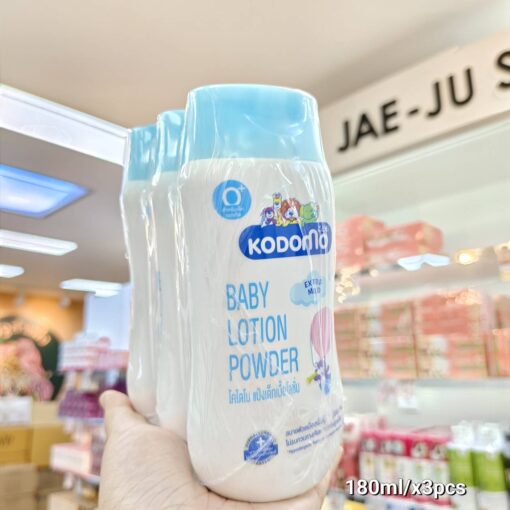 JAE-JU S
0+
KODOMO
EXTRA
MILD
BABY
LOTION
POWDER
โคโดโม แป้งเด็กเนื้อโลชัน
180ml/x3pcs